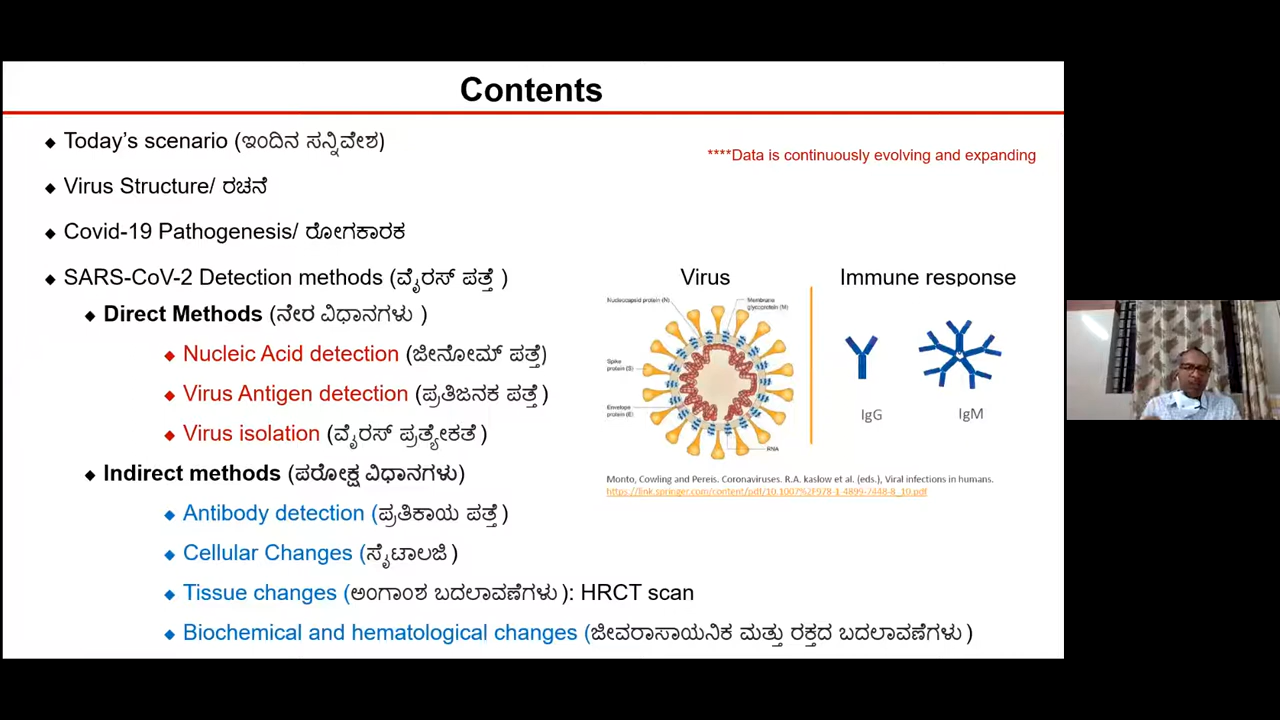 Contents
Today's scenario (ಇಂದಿನ ಸನ್ನಿವೇಶ)
****Data is continuously evolving and expanding
Virus Structure/ ರಚನೆ
Covid-19 Pathogenesis/ ರೋಗಕಾರಕ
SARS-CoV-2 Detection methods (ವೈರಸ್ ಪತ್ತೆ )
Direct Methods (ನೇರ ವಿಧಾನಗಳು )
Nucleic Acid detection (ಜೀನೋಮ್ ಪತ್ತೆ)
Virus Antigen detection (ಪ್ರತಿಜನಕ ಪತ್ತೆ )
Virus isolation (ವೈರಸ್ ಪ್ರತ್ಯೇಕತೆ )
Indirect methods (ಪರೋಕ್ಷ ವಿಧಾನಗಳು)
Antibody detection (ಪ್ರತಿಕಾಯ ಪತ್ತೆ )
Cellular Changes (ಸೈಟಾಲಜಿ )
Tissue changes (ಅಂಗಾಂಶ ಬದಲಾವಣೆಗಳು ): HRCT scan
Biochemical and hematological changes (ಜೀವರಾಸಾಯನಿಕ ಮತ್ತು ರಕ್ತದ ಬದಲಾವಣೆಗಳು )
Virus
Immune response
Nucleocapsid protein (N)
Membrane
glycoprotein (M)
Spike
protein (S)
Envelope
protein (E)
RNA
IgG
IgM
Monto, Cowling and Pereis. Coronaviruses. R.A. kaslow et al. (eds.), Viral infections in humans.
https://link.springer.com/content/pdf/10.1007%2F978-1-4899-7448-8_10.pdf